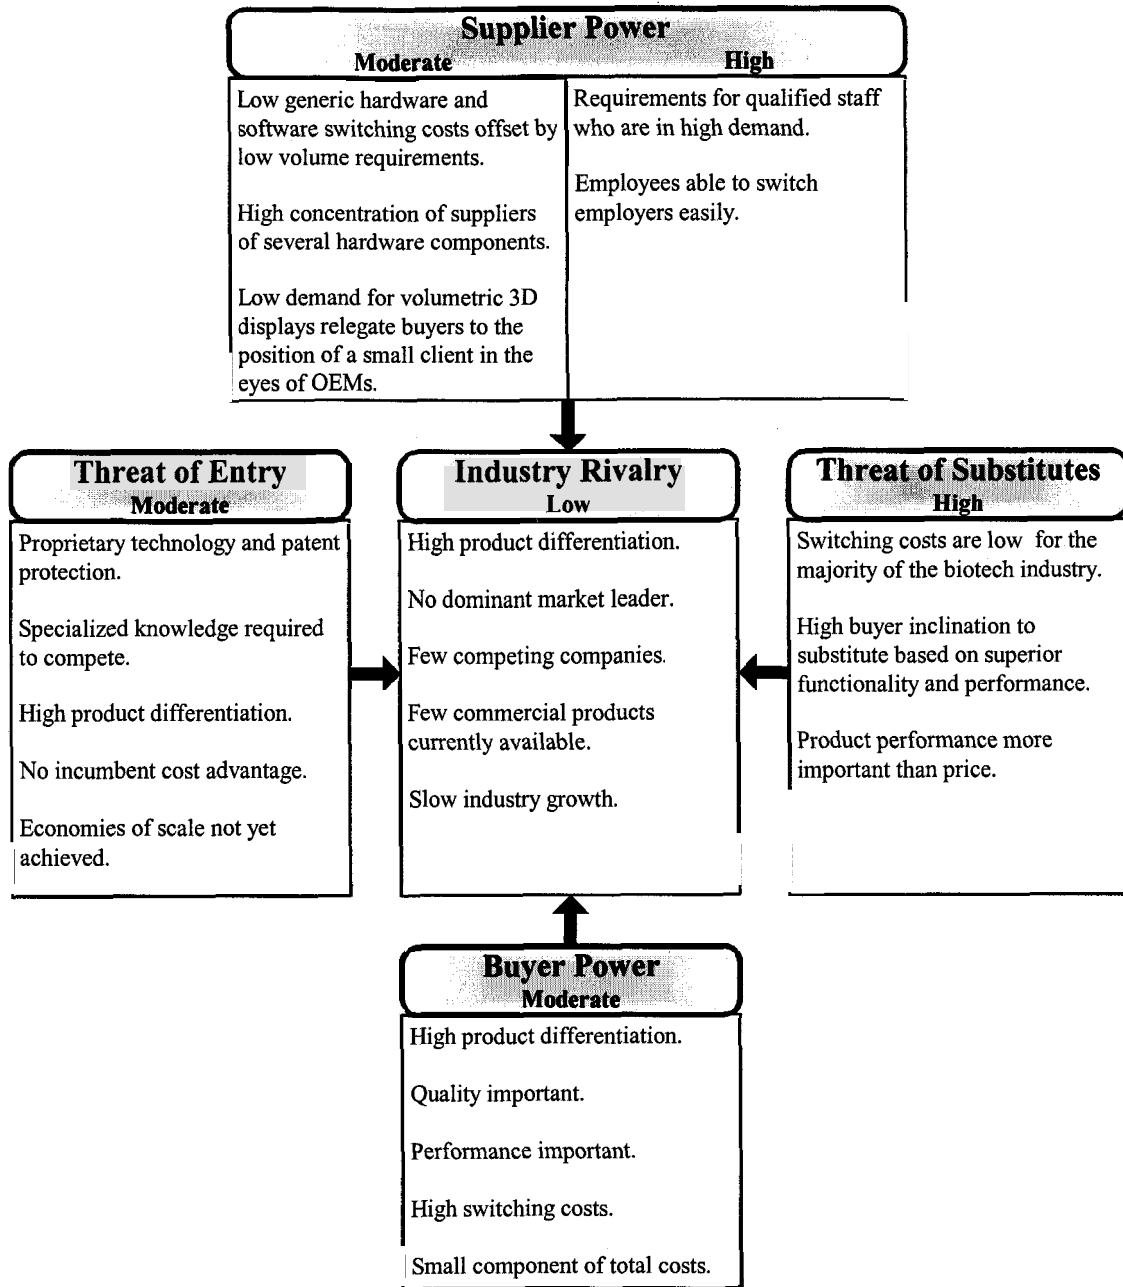 Supplier Power
Moderate
High
Low generic hardware and
software switching costs offset by
low volume requirements.
High concentration of suppliers
of several hardware components.
Low demand for volumetric 3D
displays relegate buyers to the
position of a small client in the
eyes of OEMs.
Requirements for qualified staff
who are in high demand.
Employees able to switch
employers easily.
Threat of Entry
Moderate
Proprietary technology and patent
protection.
Specialized knowledge required
to compete.
High product differentiation.
No incumbent cost advantage.
Economies of scale not yet
achieved.
Industry Rivalry
Low
High product differentiation.
No dominant market leader.
Few competing companies.
Few commercial products
currently available.
Slow industry growth.
Threat of Substitutes
High
Switching costs are low for the
majority of the biotech industry.
High buyer inclination to
substitute based on superior
functionality and performance.
Product performance more
important than price.
Buyer Power
Moderate
High product differentiation.
Quality important.
Performance important.
High switching costs.
Small component of total costs.